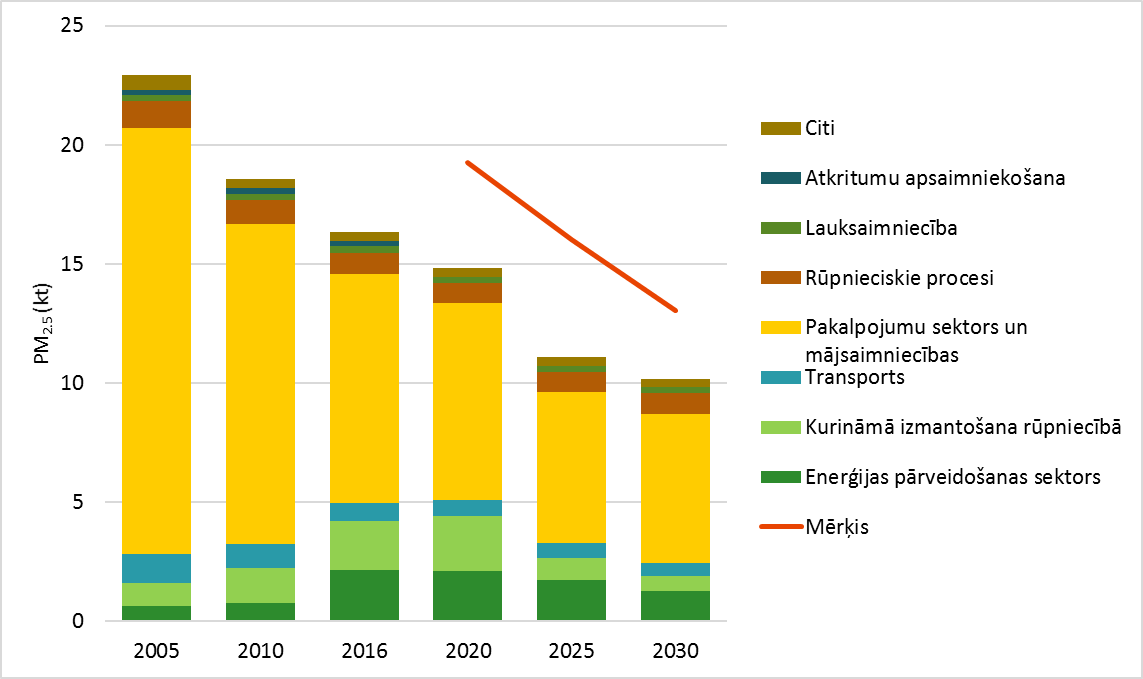 25
20
15
10
5
0
PM2.5 (kt)
2005
2010
2016
2020
2025
2030
Citi
Atkritumu apsaimniekošana
Lauksaimniecība
Rūpnieciskie procesi
Pakalpojumu sektors un
mājsaimniecības
Transports
Kurināmā izmantošana rūpniecībā
Enerģijas pārveidošanas sektors
Mērķis